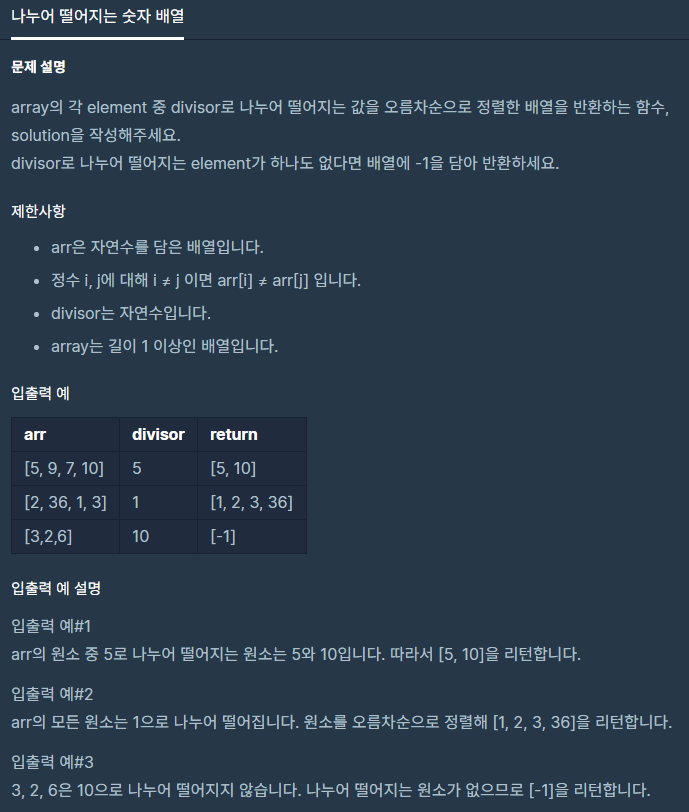 나누어 떨어지는 숫자 배열
문제 설명
array의 각 element 중 divisor로 나누어 떨어지는 값을 오름차순으로 정렬한 배열을 반환하는 함수,
solution을 작성해주세요.
divisor로 나누어 떨어지는 element가 하나도 없다면 배열에 -1을 담아 반환하세요.
제한사항
• arr은 자연수를 담은 배열입니다.
• 정수 i, j에 대해 i ≠ j 이면 arr[i] ≠ arr[j] 입니다.
• divisor는 자연수입니다.
• array는 길이 1 이상인 배열입니다.
입출력 예
arr divisor return
[5, 9, 7, 10] 5 [5, 10]
[2, 36, 1, 3] 1 [1, 2, 3, 36]
[3,2,6] 10 [-1]
입출력 예 설명
입출력 예#1
arr의 원소 중 5로 나누어 떨어지는 원소는 5와 10입니다. 따라서 [5, 10]을 리턴합니다.
입출력 예#2
arr의 모든 원소는 1으로 나누어 떨어집니다. 원소를 오름차순으로 정렬해 [1, 2, 3, 36]을 리턴합니다.
입출력 예#3
3, 2, 6은 10으로 나누어 떨어지지 않습니다. 나누어 떨어지는 원소가 없으므로 [-1]을 리턴합니다.